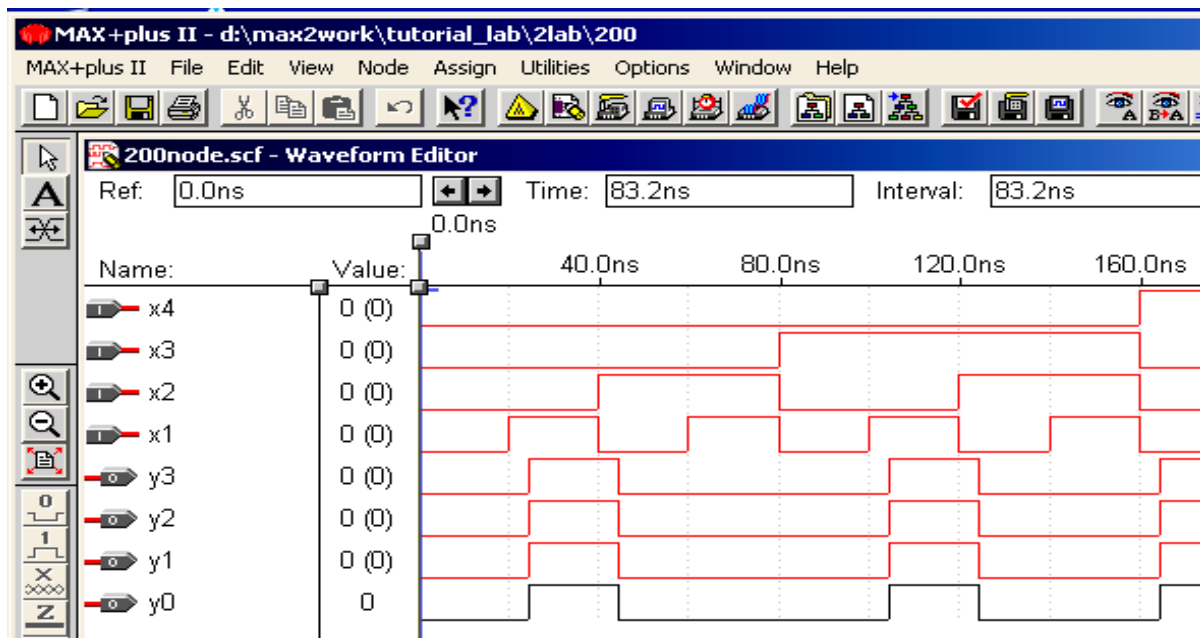 MAX+plus II - d:\max2work\tutorial_lab\2lab\200
MAX+plus II File Edit View Node Assign Utilities Options Window Help
200node.scf - Waveform Editor
Ref: 0.0ns Time: 83.2ns Interval: 83.2ns
0.0ns
Name: Value: 40.0ns 80.0ns 120.0ns 160.0ns
x4 0 (0)
x3 0 (0)
x2 0 (0)
x1 0 (0)
y3 0 (0)
y2 0 (0)
y1 0 (0)
y0 0
A
0
1
X
Z